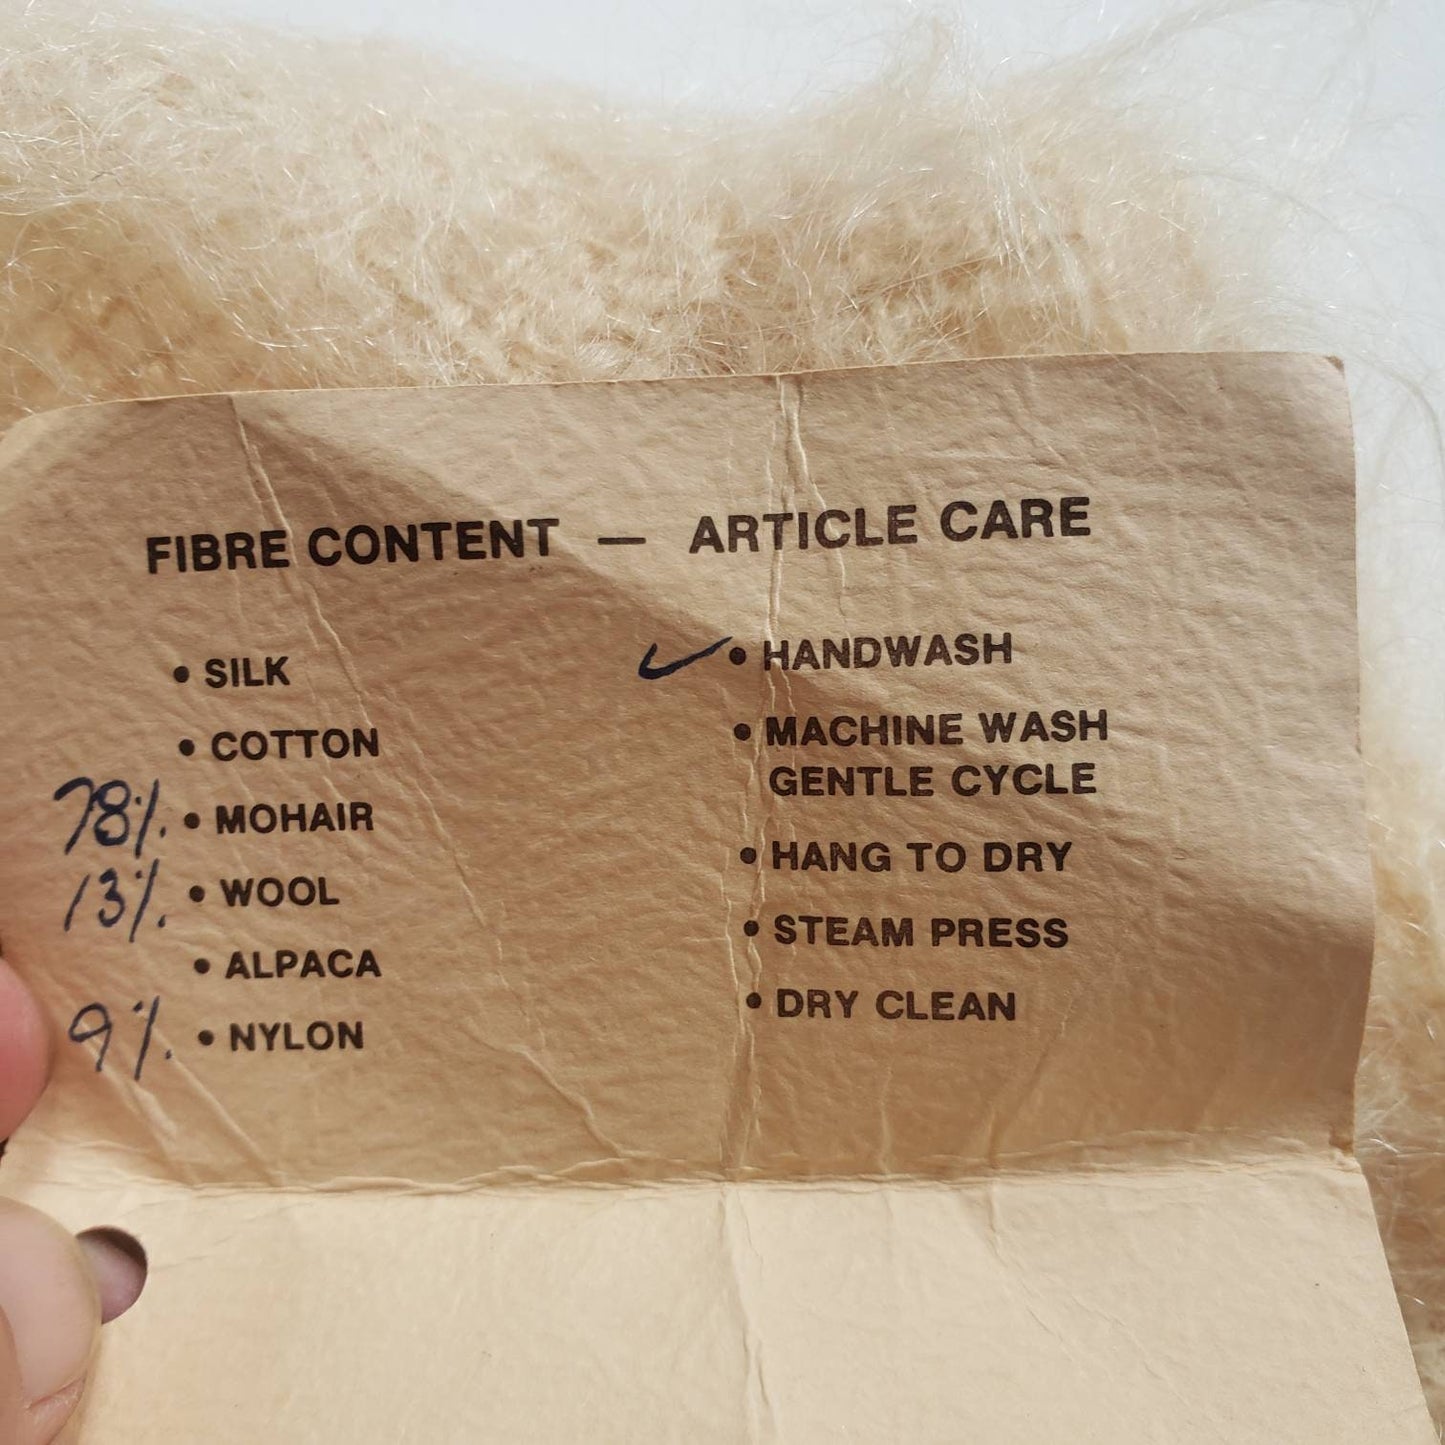 FIBRE CONTENT — ARTICLE CARE
• SILK
• COTTON
78% • MOHAIR
13% • WOOL
• ALPACA
9% • NYLON
✓ • HANDWASH
• MACHINE WASH
GENTLE CYCLE
• HANG TO DRY
• STEAM PRESS
• DRY CLEAN